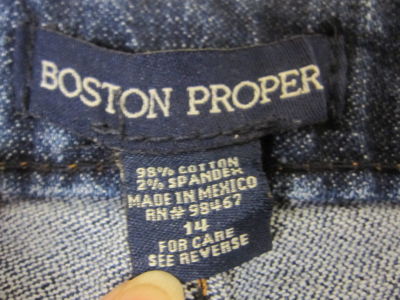 BOSTON PROPER
98% COTTON
2% SPANDEX
MADE IN MEXICO
RN# 98467
14
FOR CARE
SEE REVERSE